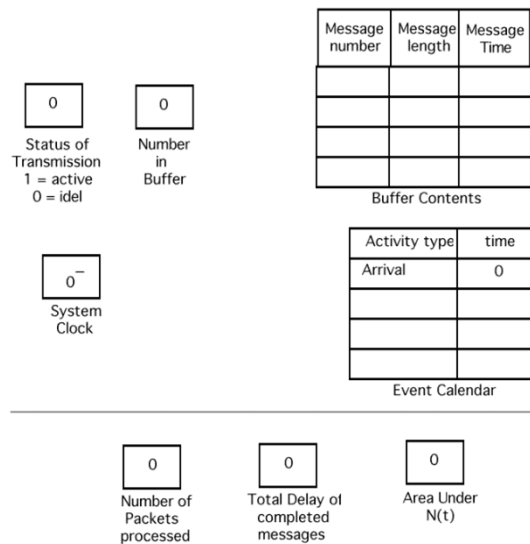 Message number
Message length
Message Time
0
0
Status of
Transmission
1 = active
0 = idel
Number
in
Buffer
Buffer Contents
Activity type
time
Arrival
0
0⁻
System
Clock
Event Calendar
0
0
0
Number of
Packets
processed
Total Delay of
completed
messages
Area Under
N(t)